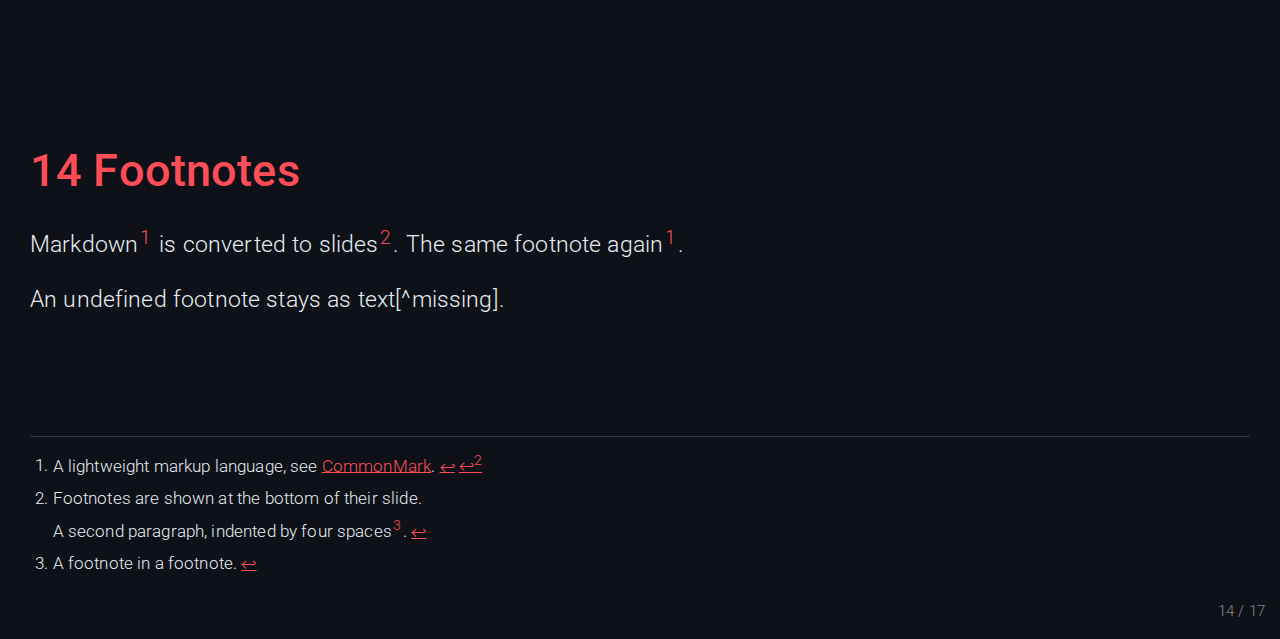 14 Footnotes
Markdown1 is converted to slides2. The same footnote again1.
An undefined footnote stays as text[^missing].
1. A lightweight markup language, see CommonMark. ↩ ↩2
2. Footnotes are shown at the bottom of their slide.
A second paragraph, indented by four spaces3. ↩
3. A footnote in a footnote. ↩
14 / 17